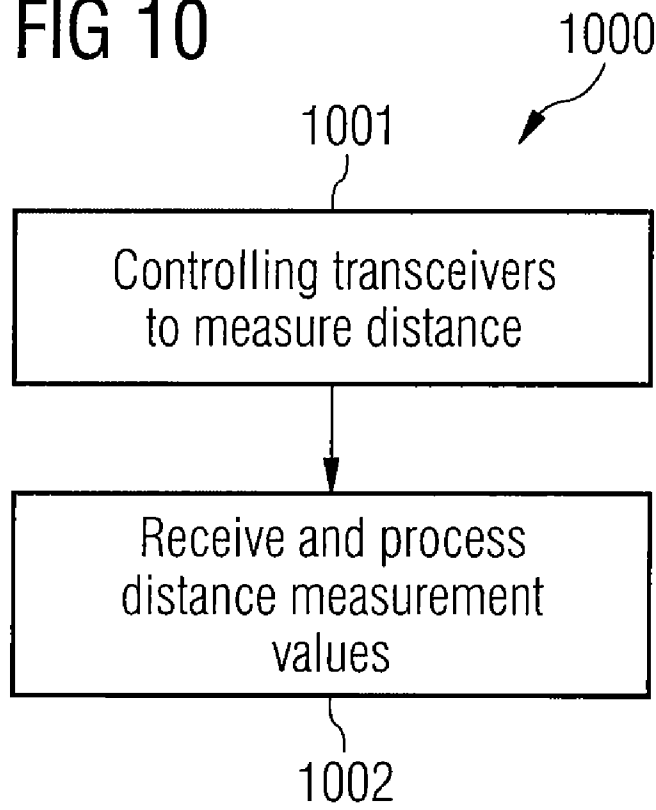 FIG 10
1000
1001
Controlling transceivers
to measure distance
Receive and process
distance measurement
values
1002